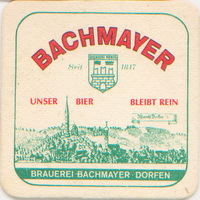 BACHMAYER
Seit 1817
UNSER BIER BLEIBT REIN
BRAUEREI BACHMAYER DORFEN